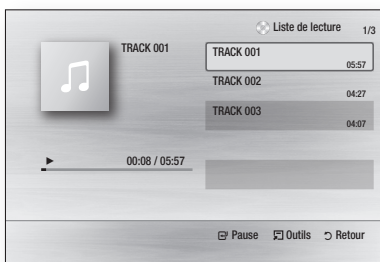 Liste de lecture 1/3
TRACK 001
TRACK 001
05:57
TRACK 002
04:27
TRACK 003
04:07
00:08 / 05:57
Pause Outils Retour